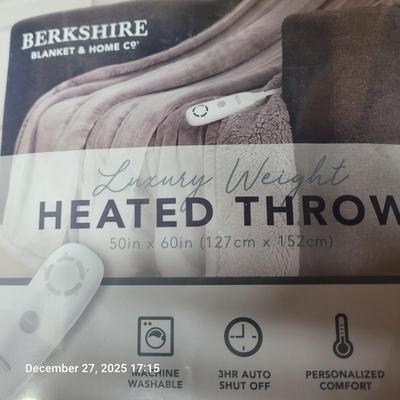 BERKSHIRE
BLANKET & HOME Cº
Luxury Weight
HEATED THROW
50in x 60in (127cm x 152cm)
December 27, 2025 17:15
MACHINE
WASHABLE
3HR AUTO
SHUT OFF
PERSONALIZED
COMFORT